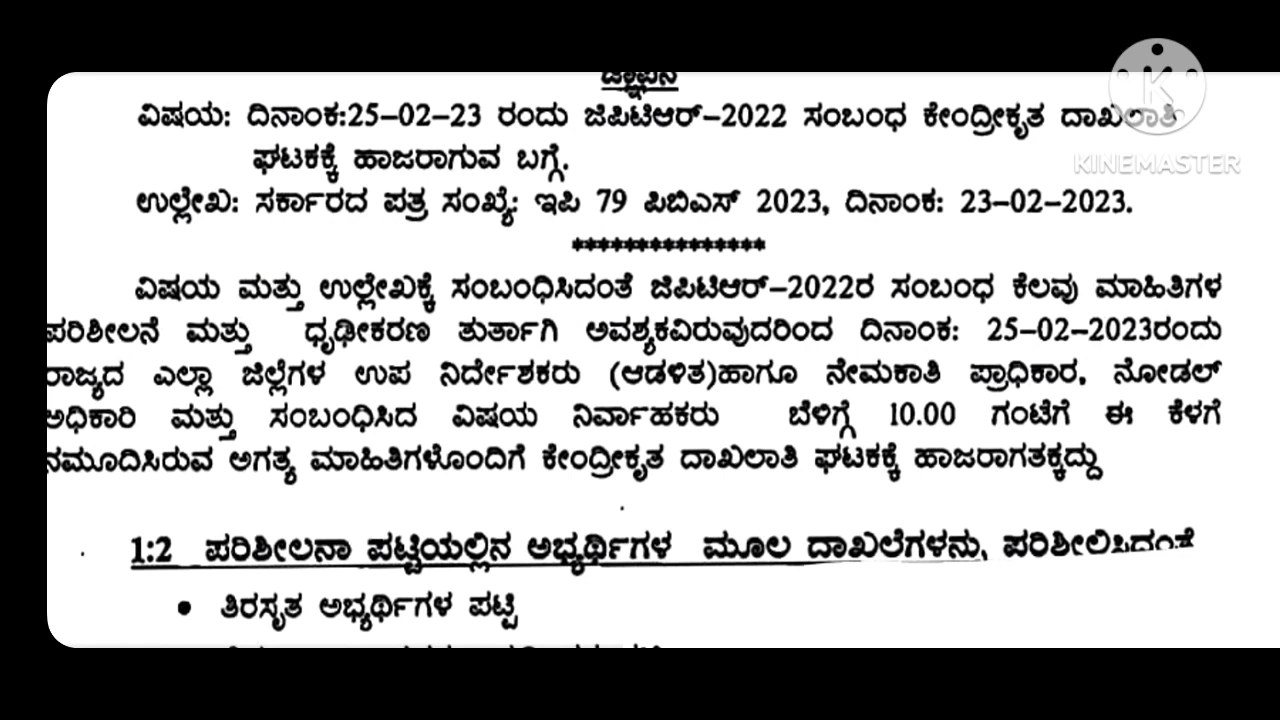 ಜ್ಞಾಪನ
ವಿಷಯ: ದಿನಾಂಕ:25-02-23 ರಂದು ಜಿಪಿಟಿಆರ್-2022 ಸಂಬಂಧ ಕೇಂದ್ರೀಕೃತ ದಾಖಲಾತಿ
ಘಟಕಕ್ಕೆ ಹಾಜರಾಗುವ ಬಗ್ಗೆ.
ಉಲ್ಲೇಖ: ಸರ್ಕಾರದ ಪತ್ರ ಸಂಖ್ಯೆ: ಇಪಿ 79 ಪಿಬಿಎಸ್ 2023, ದಿನಾಂಕ: 23-02-2023.
***************
ವಿಷಯ ಮತ್ತು ಉಲ್ಲೇಖಕ್ಕೆ ಸಂಬಂಧಿಸಿದಂತೆ ಜಿಪಿಟಿಆರ್-2022ರ ಸಂಬಂಧ ಕೆಲವು ಮಾಹಿತಿಗಳ
ಪರಿಶೀಲನೆ ಮತ್ತು ಧೃಢೀಕರಣ ತುರ್ತಾಗಿ ಅವಶ್ಯಕವಿರುವುದರಿಂದ ದಿನಾಂಕ: 25-02-2023ರಂದು
ರಾಜ್ಯದ ಎಲ್ಲಾ ಜಿಲ್ಲೆಗಳ ಉಪ ನಿರ್ದೇಶಕರು (ಆಡಳಿತ)ಹಾಗೂ ನೇಮಕಾತಿ ಪ್ರಾಧಿಕಾರ, ನೋಡಲ್
ಅಧಿಕಾರಿ ಮತ್ತು ಸಂಬಂಧಿಸಿದ ವಿಷಯ ನಿರ್ವಾಹಕರು ಬೆಳಿಗ್ಗೆ 10.00 ಗಂಟೆಗೆ ಈ ಕೆಳಗೆ
ನಮೂದಿಸಿರುವ ಅಗತ್ಯ ಮಾಹಿತಿಗಳೊಂದಿಗೆ ಕೇಂದ್ರೀಕೃತ ದಾಖಲಾತಿ ಘಟಕಕ್ಕೆ ಹಾಜರಾಗತಕ್ಕದ್ದು
1:2 ಪರಿಶೀಲನಾ ಪಟ್ಟಿಯಲ್ಲಿನ ಅಭ್ಯರ್ಥಿಗಳ ಮೂಲ ದಾಖಲೆಗಳನ್ನು ಪರಿಶೀಲಿಸಿದಂತೆ
• ತಿರಸೃತ ಅಭ್ಯರ್ಥಿಗಳ ಪಟ್ಟಿ
KINEMASTER